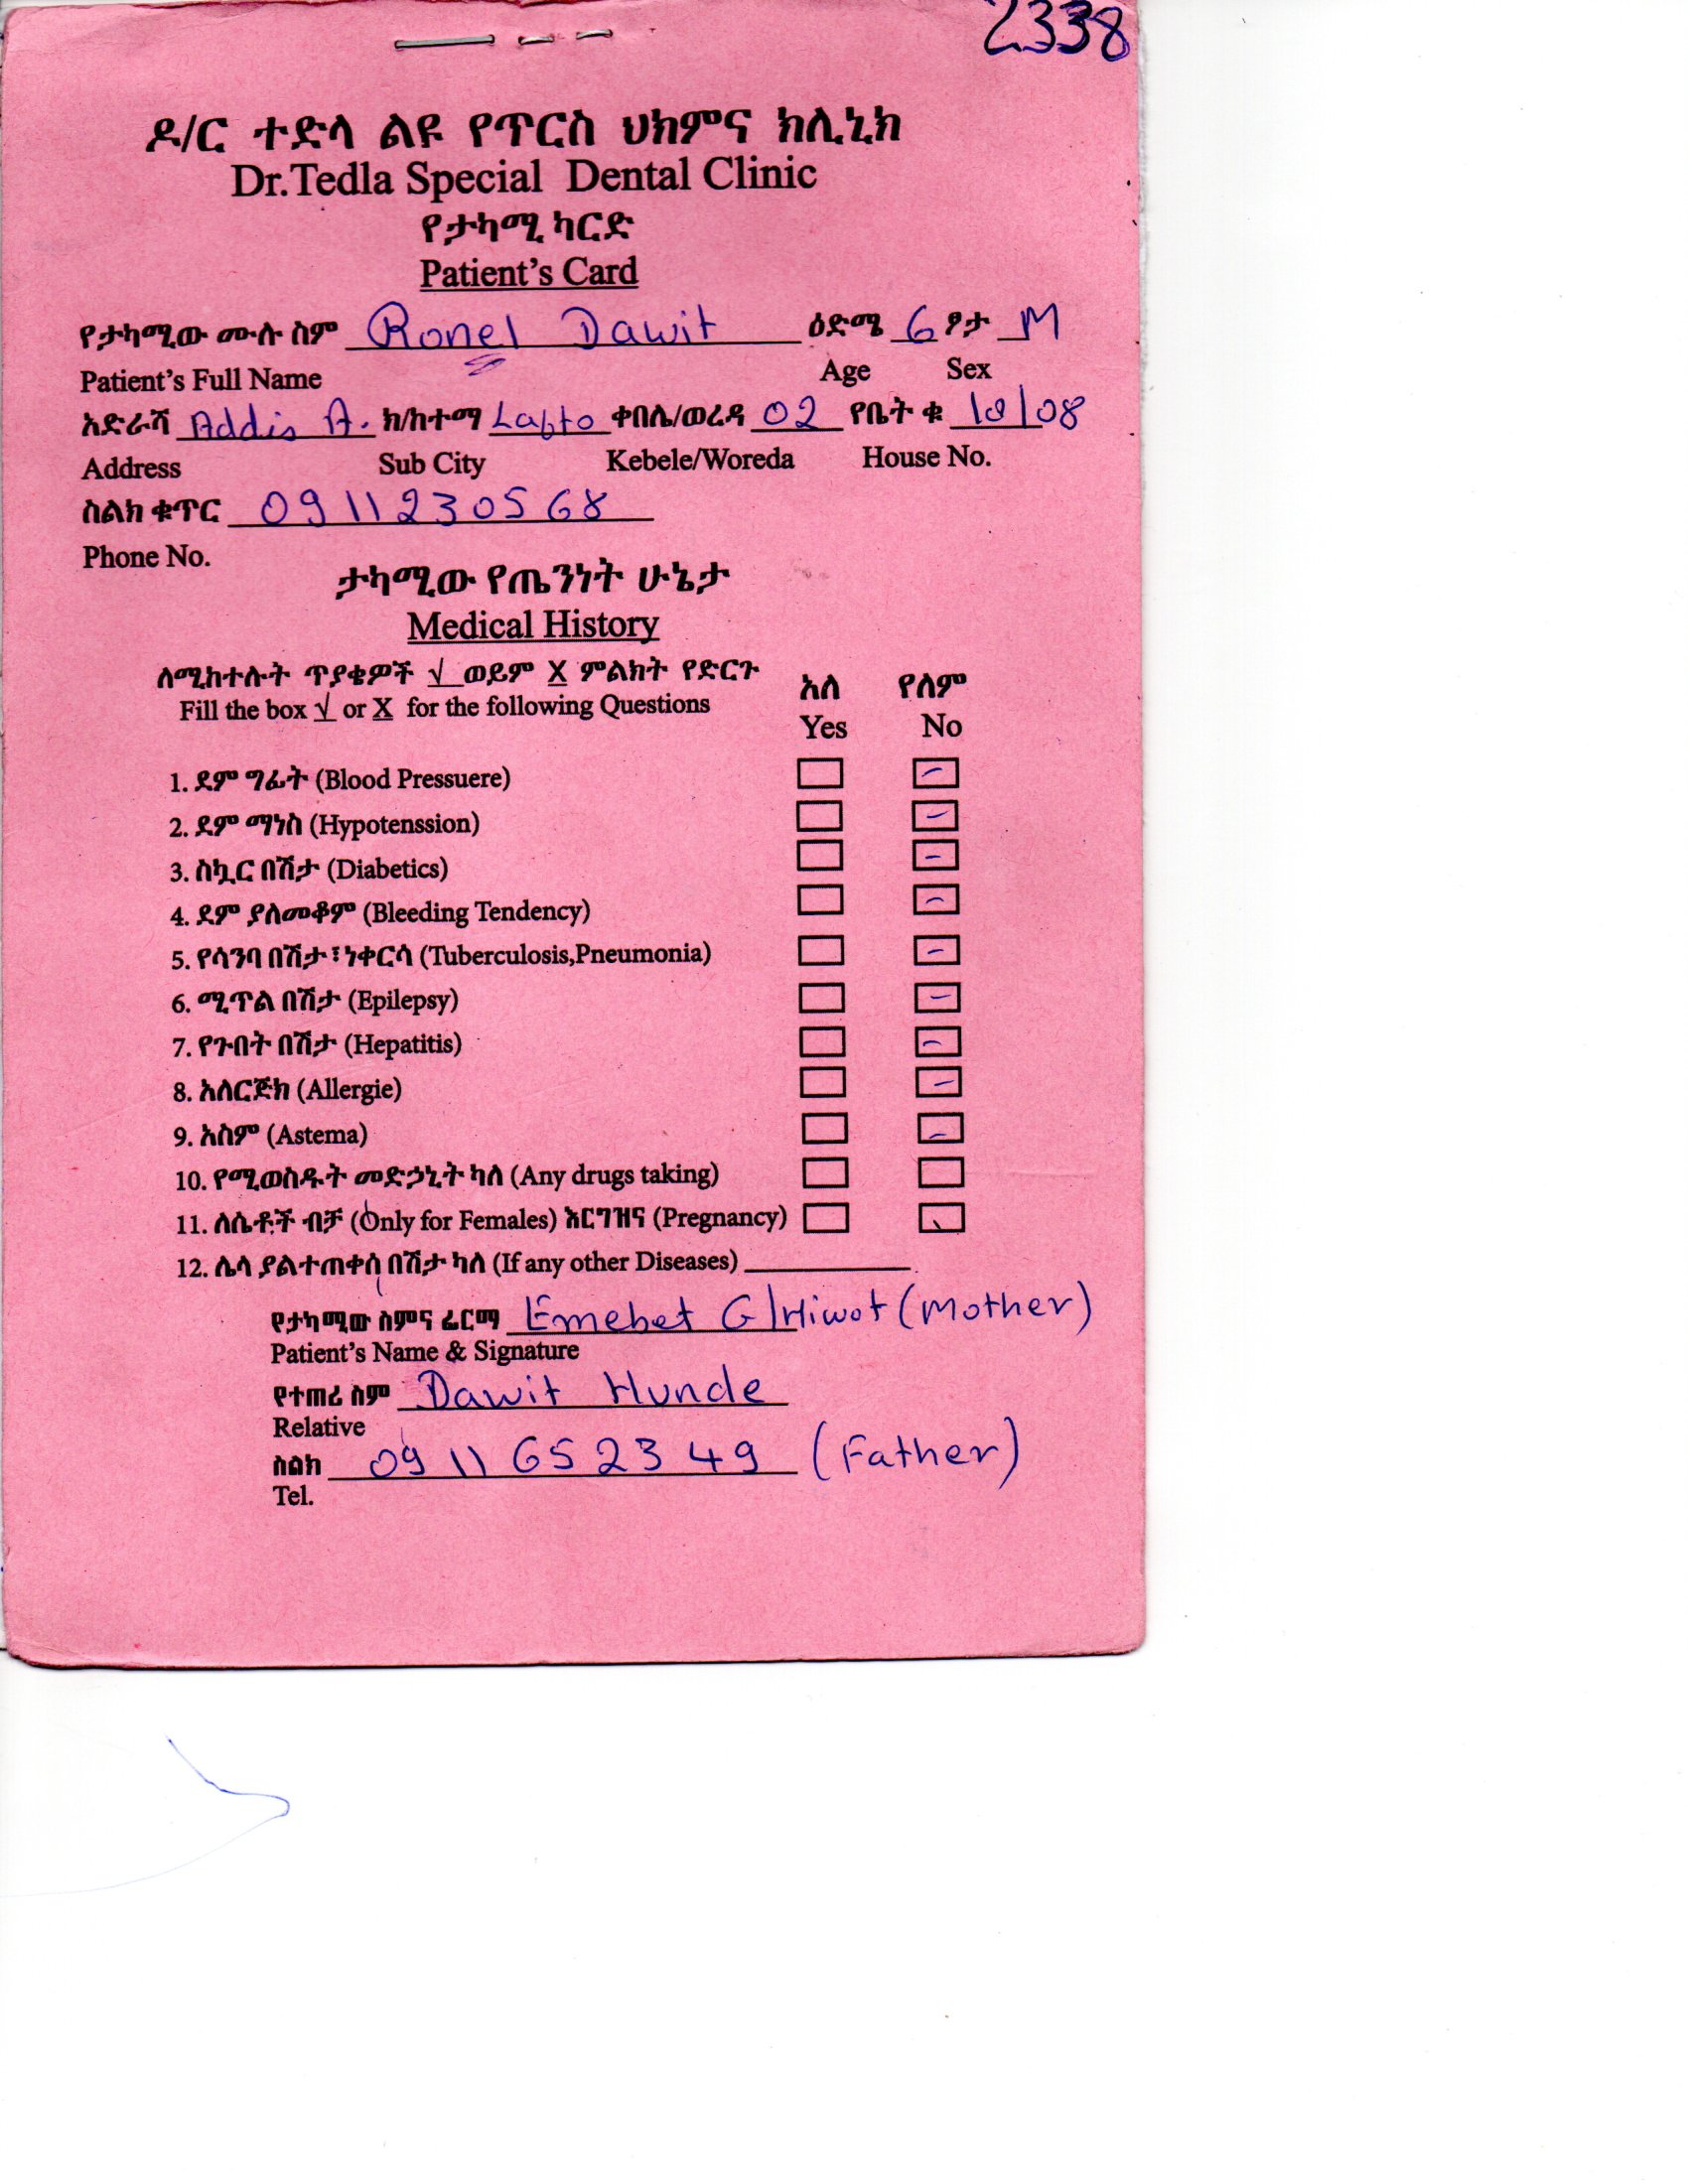 2338
ዶ/ር ተድላ ልዩ የጥርስ ህክምና ክሊኒክ
Dr.Tedla Special Dental Clinic
የታካሚ ካርድ
Patient's Card
የታካሚው ሙሉ ስም Ronel Dawit ዕድሜ 6 ፆታ M
Patient's Full Name Age Sex
አድራሻ Addis A. ክ/ከተማ Lafto ቀበሌ/ወረዳ 02 የቤት ቁ
Address Sub City Kebele/Woreda House No.
ስልክ ቁጥር 0911230568
Phone No.
ታካሚው የጤንነት ሁኔታ
Medical History
ለሚከተሉት ጥያቄዎች √ ወይም X ምልክት የድርጉ አለ የለም
Fill the box √ or X for the following Questions Yes No
1. ደም ግፊት (Blood Pressuere)
2. ደም ማነስ (Hypotenssion)
3. ስኳር በሽታ (Diabetics)
4. ደም ያለመቆም (Bleeding Tendency)
5. የሳንባ በሽታ፣ነቀርሳ (Tuberculosis,Pneumonia)
6. ሚጥል በሽታ (Epilepsy)
7. የጉበት በሽታ (Hepatitis)
8. አለርጅክ (Allergie)
9. አስም (Astema)
10. የሚወስዱት መድኃኒት ካለ (Any drugs taking)
11. ለሴቶች ብቻ (Only for Females) እርግዝና (Pregnancy)
12. ሌላ ያልተጠቀሰ በሽታ ካለ (If any other Diseases)
የታካሚው ስምና ፊርማ Emebet G/Hiwot (Mother)
Patient's Name & Signature
የተጠሪ ስም Dawit Hunde
Relative
ስልክ 0911 652349 (Father)
Tel.